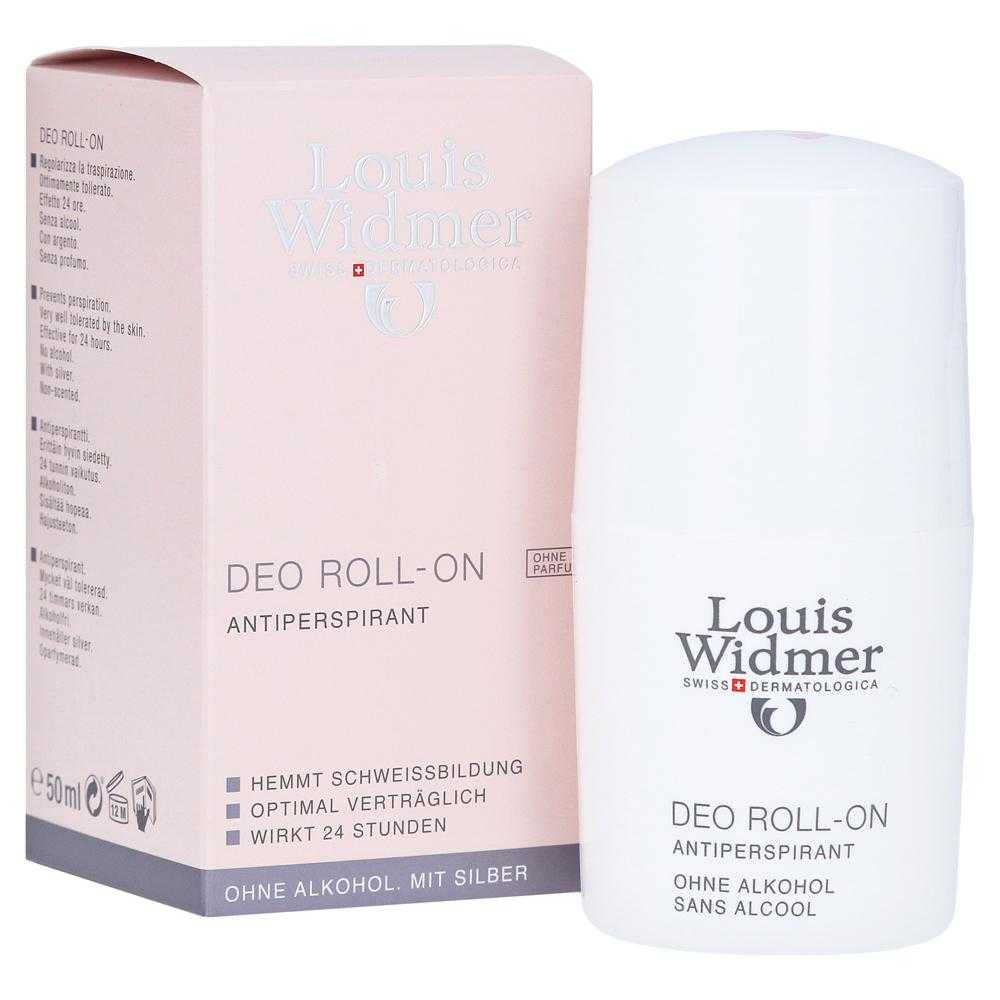 DEO ROLL-ON
Regolarizza la traspirazione.
Ottimamente tollerato.
Effetto 24 ore.
Senza alcool.
Con argento.
Senza profumo.
Prevents perspiration.
Very well tolerated by the skin.
Effective for 24 hours.
No alcohol.
With silver.
Non-scented.
Antiperspirantti.
Erittäin hyvin siedetty.
24 tunnin vaikutus.
Alkoholiton.
Sisältää hopeaa.
Hajusteeton.
Antiperspirant.
Mycket väl tolererad.
24 timmars verkan.
Alkoholfri.
Innehåller silver.
Oparfymerad.
e 50ml 12 M
Louis
Widmer
SWISS DERMATOLOGICA
DEO ROLL-ON
ANTIPERSPIRANT
OHNE
PARFU
HEMMT SCHWEISSBILDUNG
OPTIMAL VERTRÄGLICH
WIRKT 24 STUNDEN
OHNE ALKOHOL. MIT SILBER
Louis
Widmer
SWISS DERMATOLOGICA
DEO ROLL-ON
ANTIPERSPIRANT
OHNE ALKOHOL
SANS ALCOOL